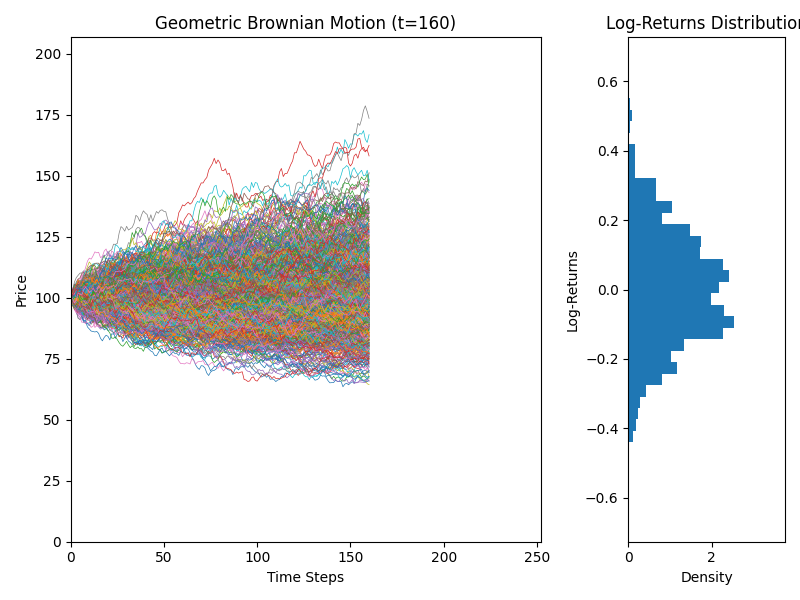 Geometric Brownian Motion (t=160)
Price
200
175
150
125
100
75
50
25
0
0 50 100 150 200 250
Time Steps
Log-Returns Distribution
Log-Returns
0.6
0.4
0.2
0.0
−0.2
−0.4
−0.6
0 2
Density